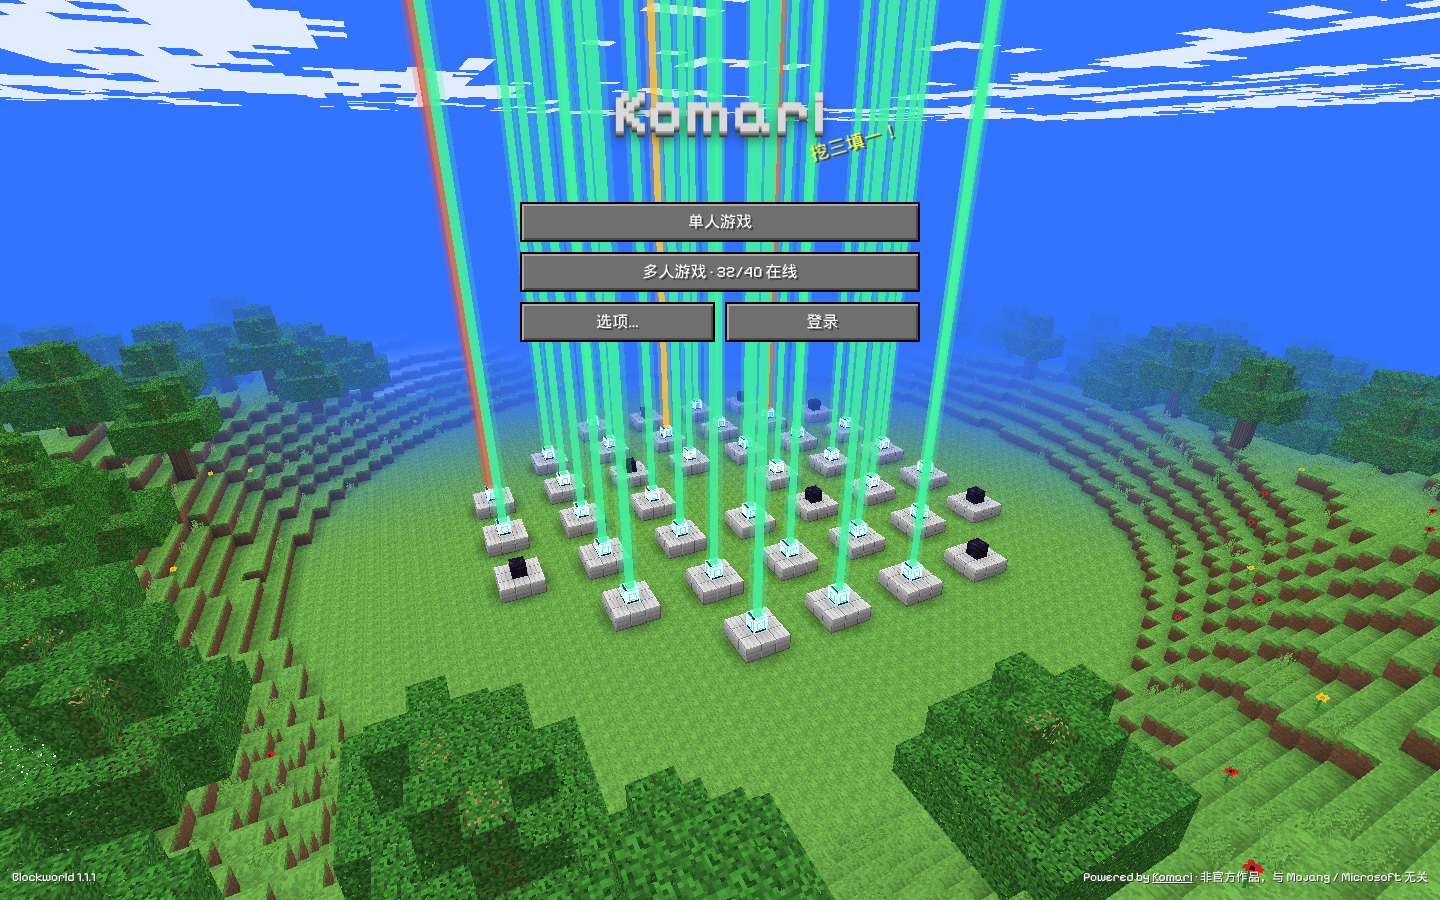 Komari
挖三填一！
单人游戏
多人游戏 · 32/40 在线
选项...
登录
Blockworld 1.1.1
Powered by Komari · 非官方作品，与 Mojang / Microsoft 无关